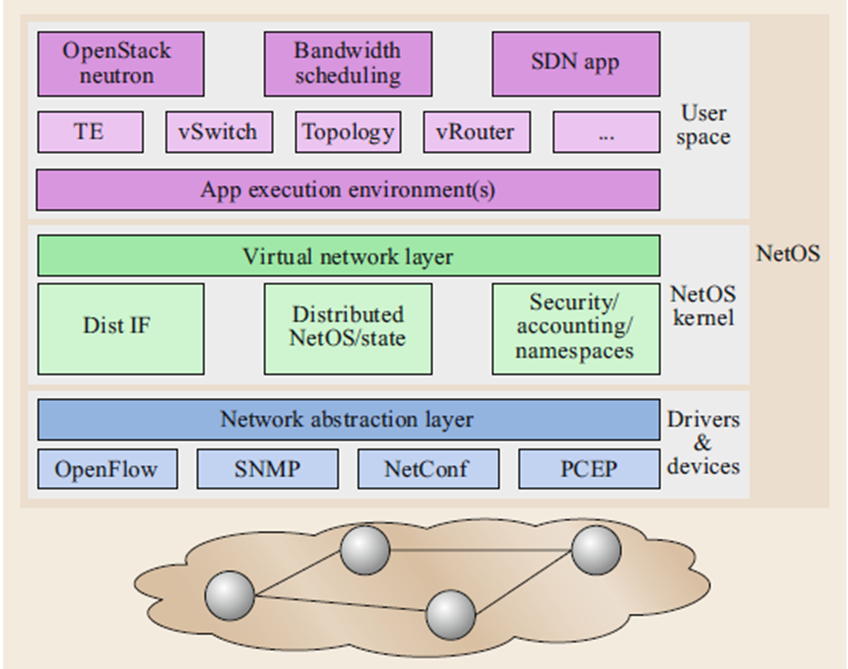 OpenStack
neutron
Bandwidth
scheduling
SDN app
TE
vSwitch
Topology
vRouter
...
User
space
App execution environment(s)
Virtual network layer
NetOS
Dist IF
Distributed
NetOS/state
Security/
accounting/
namespaces
NetOS
kernel
Network abstraction layer
OpenFlow
SNMP
NetConf
PCEP
Drivers
&
devices